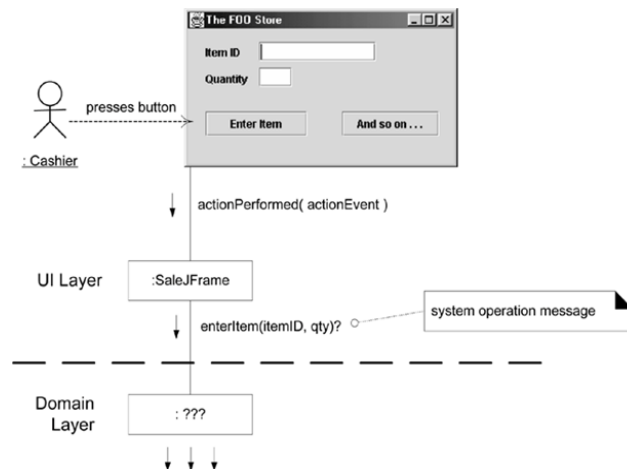 The FOO Store
Item ID
Quantity
Enter Item
And so on . . .
presses button
: Cashier
actionPerformed( actionEvent )
UI Layer
:SaleJFrame
enterItem(itemID, qty)?
system operation message
Domain
Layer
: ???